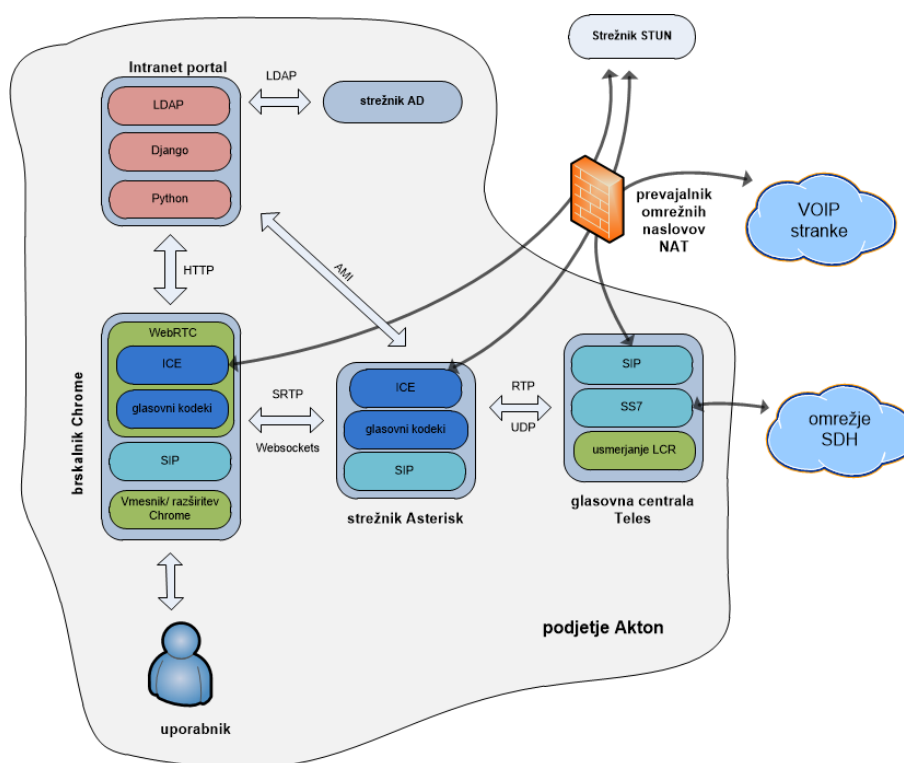 Strežnik STUN
Intranet portal
LDAP
LDAP
strežnik AD
Django
Python
prevajalnik
omrežnih
naslovov
NAT
VOIP
stranke
HTTP
AMI
brskalnik Chrome
WebRTC
ICE
glasovni kodeki
SIP
Vmesnik/ razširitev
Chrome
SRTP
Websockets
ICE
glasovni kodeki
SIP
strežnik Asterisk
RTP
UDP
SIP
SS7
usmerjanje LCR
glasovna centrala
Teles
omrežje
SDH
podjetje Akton
uporabnik